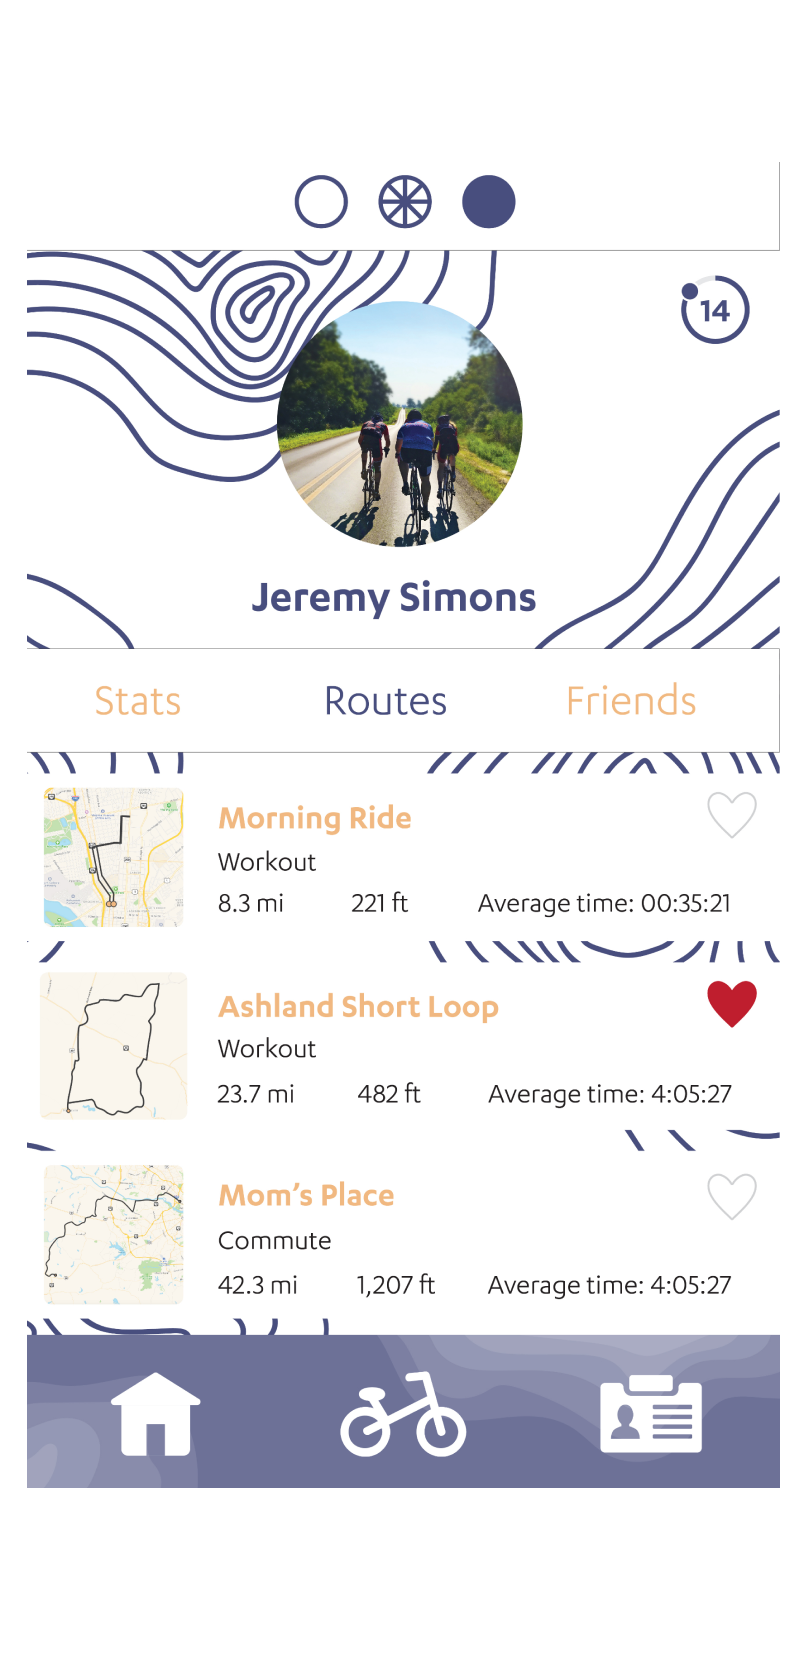 14
Jeremy Simons
Stats Routes Friends
Morning Ride
Workout
8.3 mi 221 ft Average time: 00:35:21
Ashland Short Loop
Workout
23.7 mi 482 ft Average time: 4:05:27
Mom’s Place
Commute
42.3 mi 1,207 ft Average time: 4:05:27